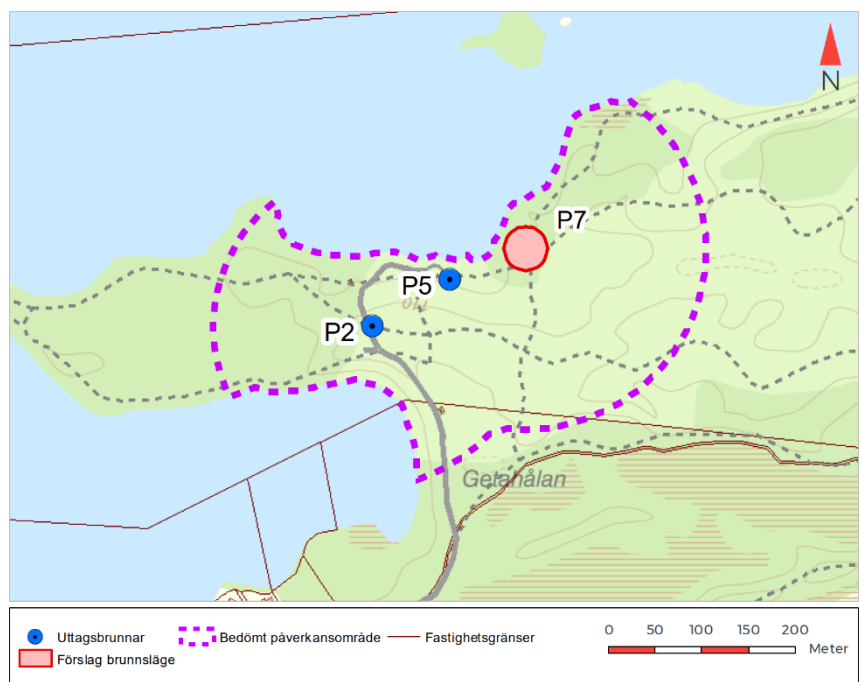 N
P7
P5
P2
Getahålan
Uttagsbrunnar
Bedömt påverkansområde
Fastighetsgränser
Förslag brunnsläge
0 50 100 150 200
Meter